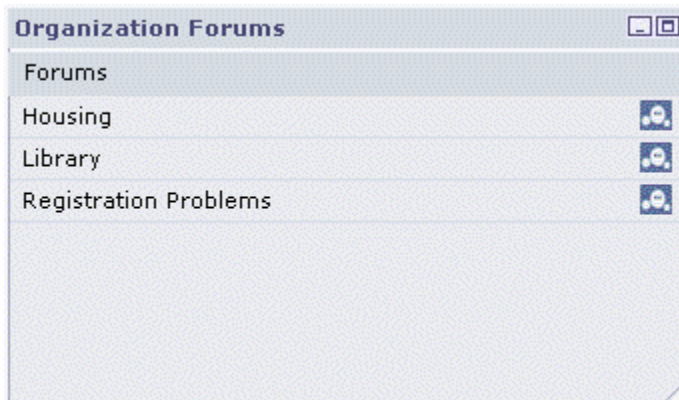 Organization Forums
Forums
Housing
Library
Registration Problems